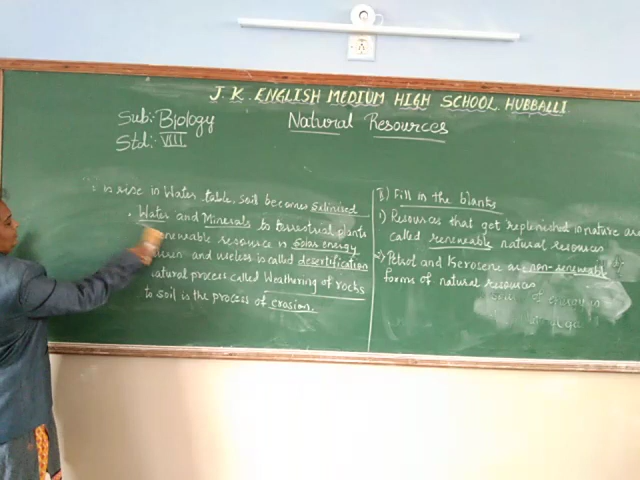 J. K. ENGLISH MEDIUM HIGH SCHOOL. HUBBALLI
Sub:- Biology
Natural Resources
Std:- VIII
rise in Water table, Soil becomes Salinised
Water and Minerals to terrestrial plants
renewable resource is Solar energy
and useless is called desertification
natural process called Weathering of rocks
to Soil is the process of erosion.
Fill in the blanks
1) Resources that get replenished in nature are
called renewable natural resources
2) Petrol and Kerosene are non-renewable
forms of natural resources